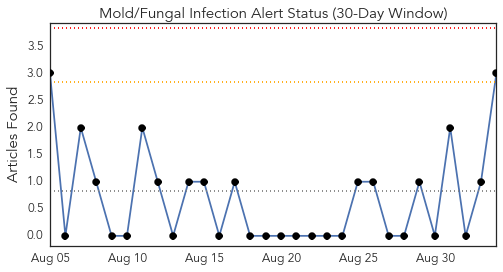 Mold/Fungal Infection Alert Status (30-Day Window)
Articles Found
3.5
3.0
2.5
2.0
1.5
1.0
0.5
0.0
Aug 05 Aug 10 Aug 15 Aug 20 Aug 25 Aug 30